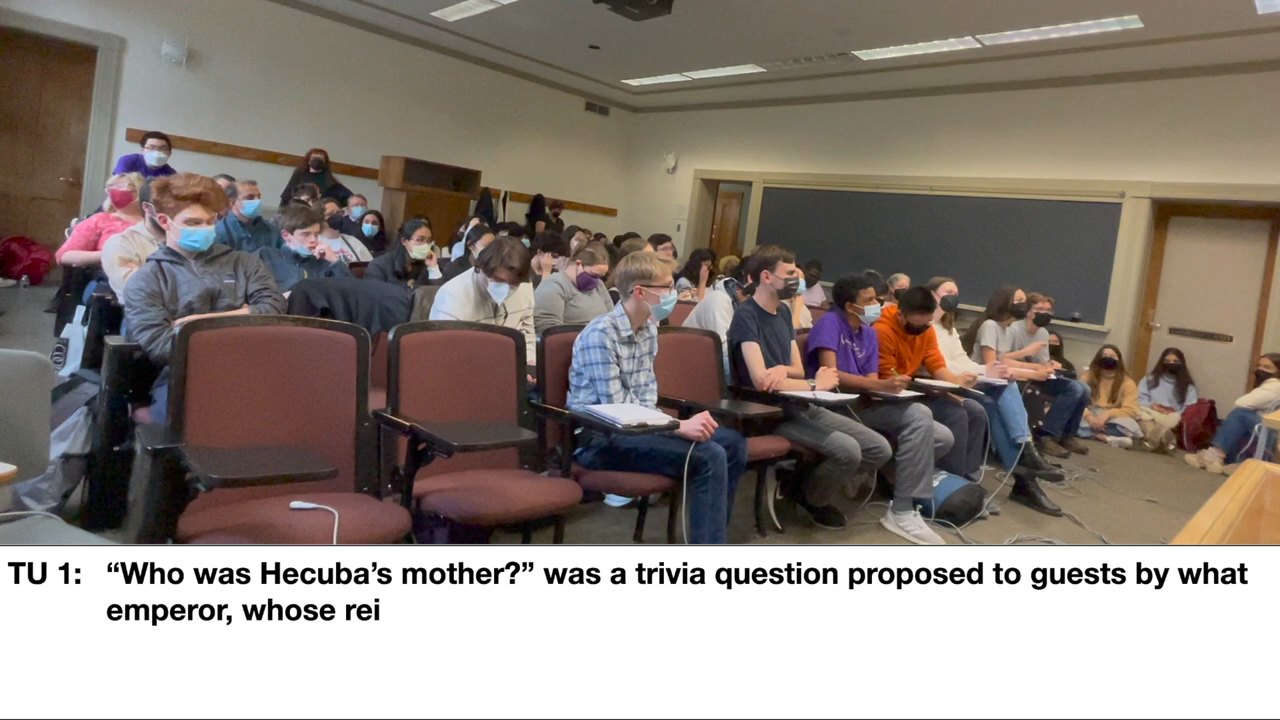 TU 1: “Who was Hecuba’s mother?” was a trivia question proposed to guests by what
emperor, whose rei